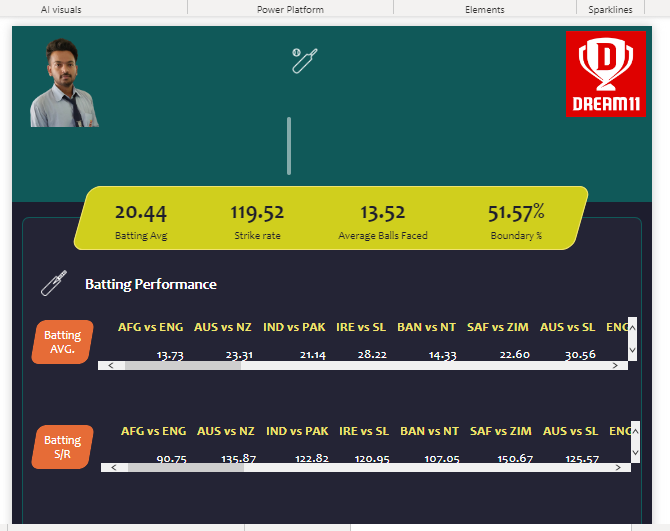 AI visuals Power Platform Elements Sparklines
D
DREAM11
20.44 119.52 13.52 51.57%
Batting Avg Strike rate Average Balls Faced Boundary %
Batting Performance
Batting AVG.
AFG vs ENG AUS vs NZ IND vs PAK IRE vs SL BAN vs NT SAF vs ZIM AUS vs SL ENG
13.73 23.31 21.14 28.22 14.33 22.60 30.56
Batting S/R
AFG vs ENG AUS vs NZ IND vs PAK IRE vs SL BAN vs NT SAF vs ZIM AUS vs SL ENG
90.75 135.87 122.82 120.95 107.05 150.67 125.57